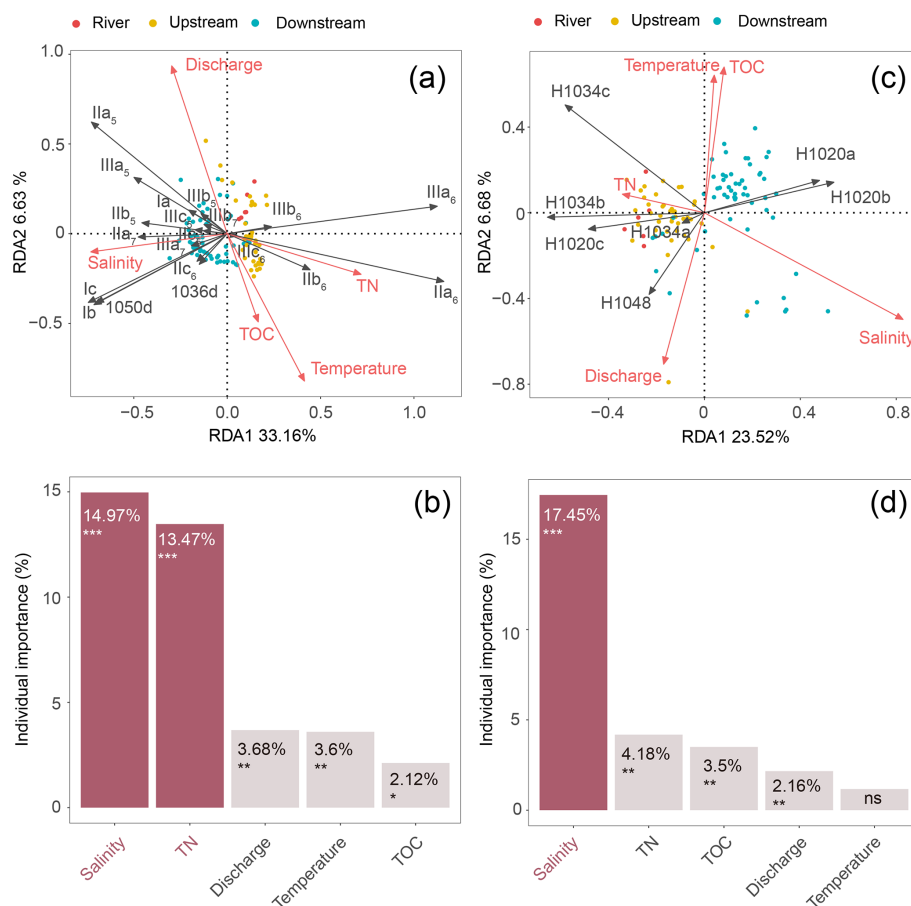 River Upstream Downstream
(a)
1.0
0.5
0
−0.5
RDA2 6.63 %
−0.5 0.0 0.5 1.0
RDA1 33.16%
Discharge
IIa5
IIIa5
Ia
IIIb5
IIb5
IIIc
IIIb7
IIIb6
IIIa6
IIa7
IIIa7
IIIc6
Salinity
IIc6
IIb6
TN
IIa6
Ic
Ib
1050d
1036d
TOC
Temperature
River Upstream Downstream
(c)
0.4
0
−0.4
−0.8
RDA2 6.68 %
−0.4 0 0.4 0.8
RDA1 23.52%
Temperature TOC
H1034c
H1020a
TN
H1020b
H1034b
H1034a
H1020c
H1048
Salinity
Discharge
(b)
15
10
5
0
Individual importance (%)
14.97%
***
13.47%
***
3.68%
**
3.6%
**
2.12%
*
Salinity TN Discharge Temperature TOC
(d)
15
10
5
0
Individual importance (%)
17.45%
***
4.18%
**
3.5%
**
2.16%
**
ns
Salinity TN TOC Discharge Temperature